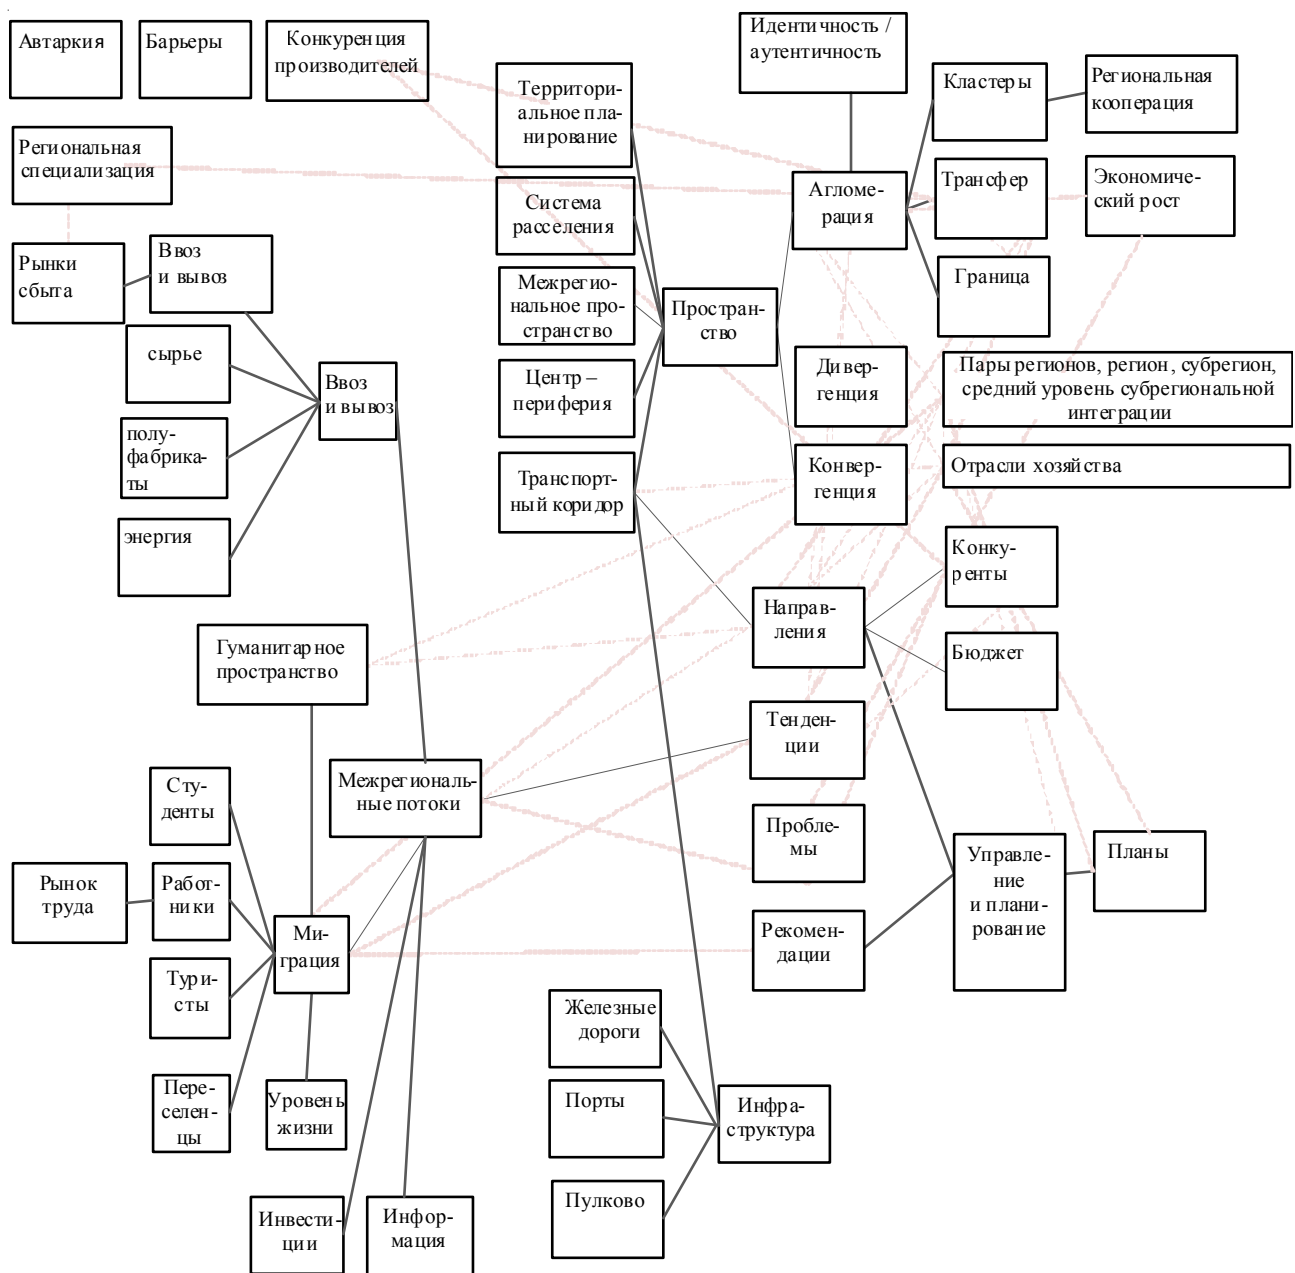 Автаркия
Барьеры
Конкуренция
производителей
Идентичность /
аутентичность
Территори-
альное пла-
нирование
Кластеры
Региональная
кооперация
Региональная
специализация
Система
расселения
Агломе-
рация
Трансфер
Экономиче-
ский рост
Рынки
сбыта
Ввоз
и вывоз
Межрегио-
нальное про-
странство
Простран-
ство
Граница
сырье
Ввоз
и вывоз
Центр –
периферия
Дивер-
генция
Пары регионов, регион, субрегион,
средний уровень субрегиональной
интеграции
полу-
фабрика-
ты
Транспорт-
ный коридор
Конвер-
генция
Отрасли хозяйства
энергия
Конку-
ренты
Гуманитарное
пространство
Направ-
ления
Бюджет
Тенден-
ции
Сту-
денты
Межрегиональ-
ные потоки
Пробле-
мы
Управле-
ние
и плани-
рование
Планы
Рынок
труда
Работ-
ники
Ми-
грация
Рекомен-
дации
Тури-
сты
Железные
дороги
Пере-
селен-
цы
Уровень
жизни
Порты
Инфра-
структура
Инвести-
ции
Инфор-
мация
Пулково